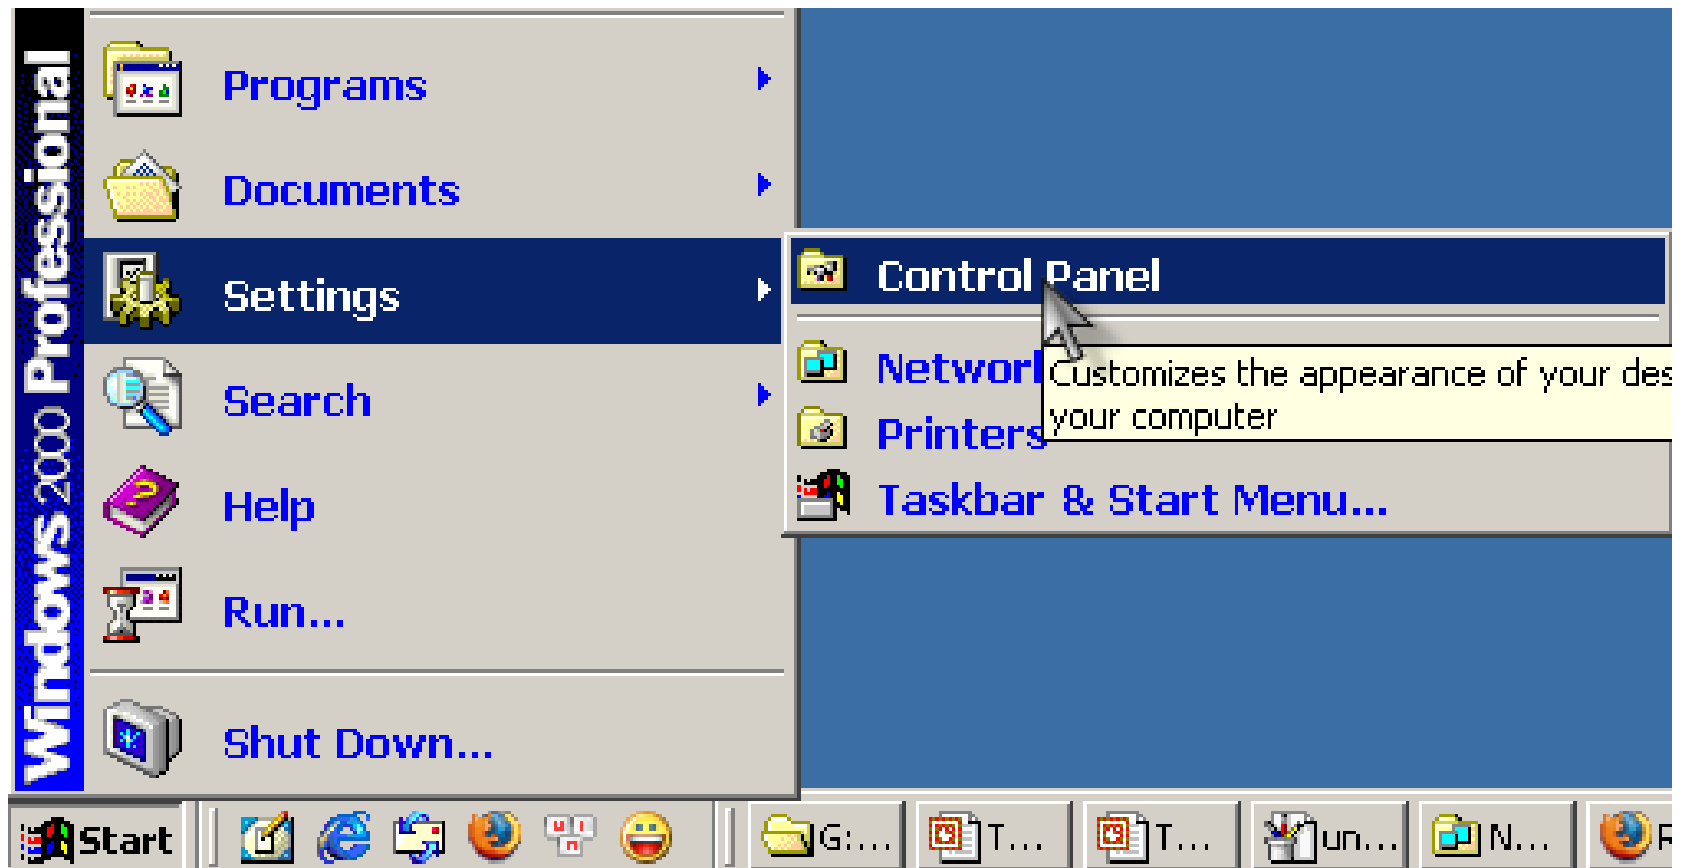 Windows 2000 Professional
Programs
Documents
Settings
Search
Help
Run...
Shut Down...
Control Panel
Printers
Taskbar & Start Menu...
Customizes the appearance of your
your computer
Start
G:...
T...
T...
un...
N...